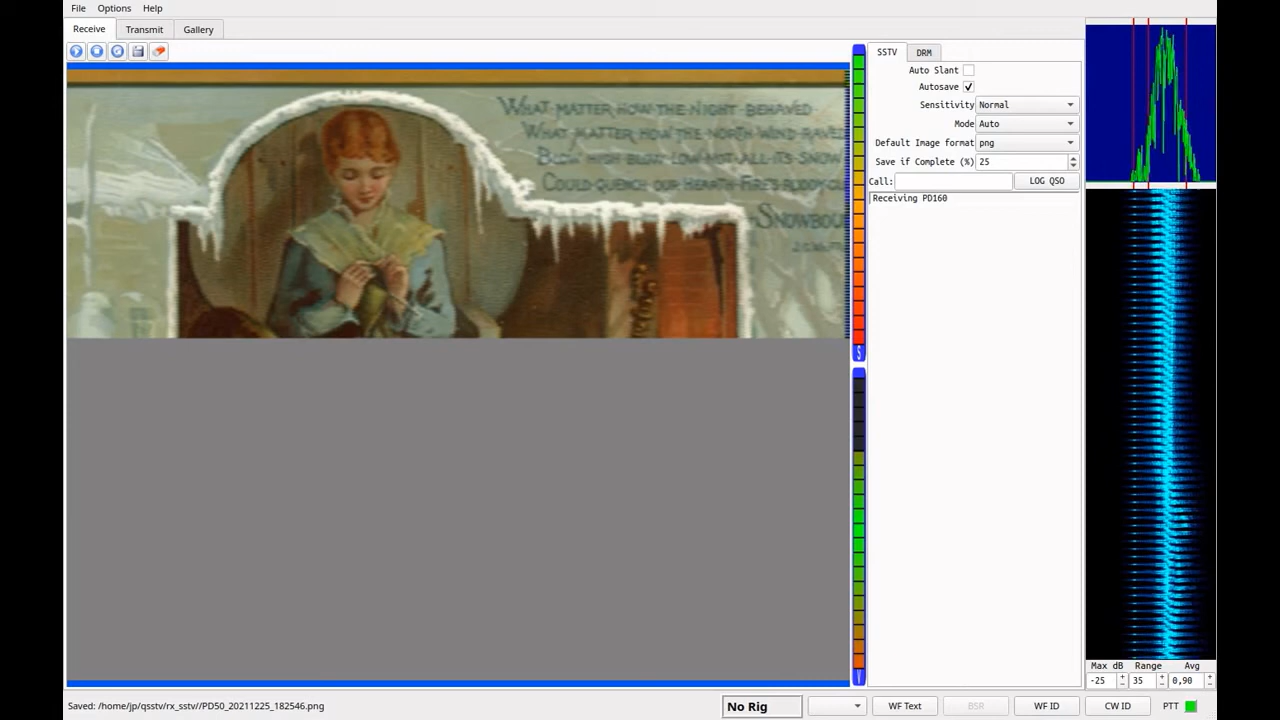 File Options Help
Receive Transmit Gallery
SSTV DRM
Auto Slant
Autosave
Sensitivity Normal
Mode Auto
Default Image format png
Save if Complete (%) 25
Call: LOG QSO
Receiving PD160
WHAT MATTER HOW THE NIGHT BEHAVED
WHAT MATTER HOW THE NORTH-WIND RAVED
BLOW HIGH BLOW LOW NOT ALL ITS SNOW
COULD QUENCH OUR HEARTH FIRE'S RUDDY GL
SNOWBOU
Max dB Range Avg
-25 35 0,90
Saved: /home/jp/qsstv/rx_sstv//PD50_20211225_182546.png
No Rig
WF Text
BSR
WF ID
CW ID
PTT